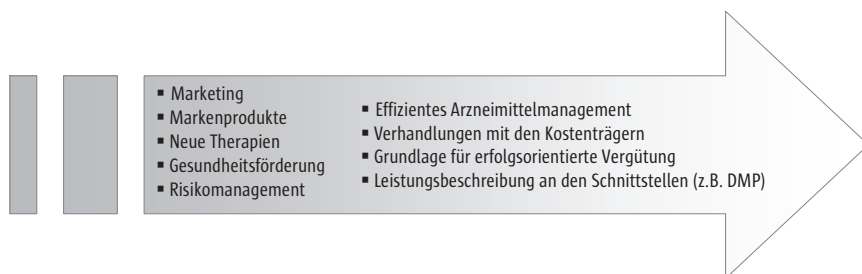 ▪ Marketing
▪ Markenprodukte
▪ Neue Therapien
▪ Gesundheitsförderung
▪ Risikomanagement
▪ Effizientes Arzneimittelmanagement
▪ Verhandlungen mit den Kostenträgern
▪ Grundlage für erfolgsorientierte Vergütung
▪ Leistungsbeschreibung an den Schnittstellen (z.B. DMP)